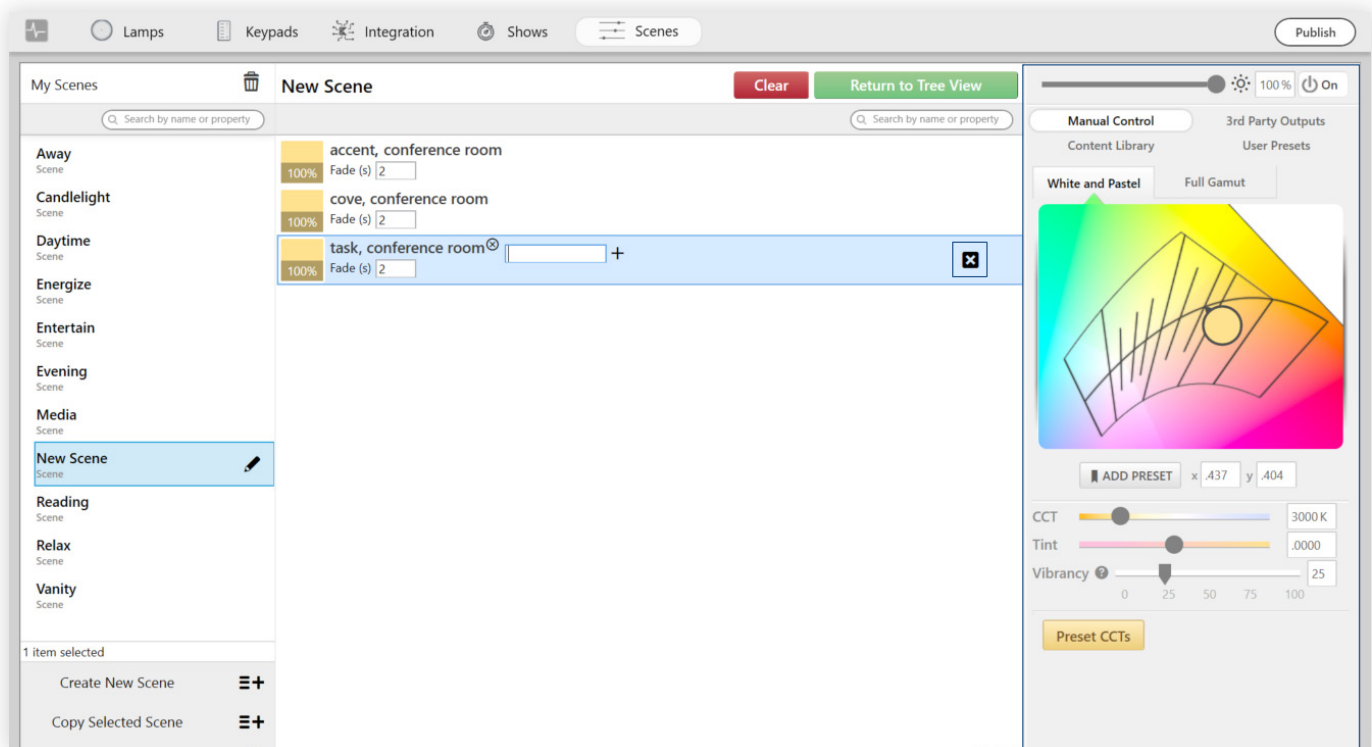 Lamps
Keypads
Integration
Shows
Scenes
Publish
My Scenes
Search by name or property
Away
Scene
Candlelight
Scene
Daytime
Scene
Energize
Scene
Entertain
Scene
Evening
Scene
Media
Scene
New Scene
Scene
Reading
Scene
Relax
Scene
Vanity
Scene
1 item selected
Create New Scene
Copy Selected Scene
New Scene
Clear
Return to Tree View
Search by name or property
accent, conference room
100% Fade (s) 2
cove, conference room
100% Fade (s) 2
task, conference room
100% Fade (s) 2
100% On
Manual Control
3rd Party Outputs
Content Library
User Presets
White and Pastel
Full Gamut
ADD PRESET x .437 y .404
CCT 3000 K
Tint .0000
Vibrancy ? 25
0 25 50 75 100
Preset CCTs